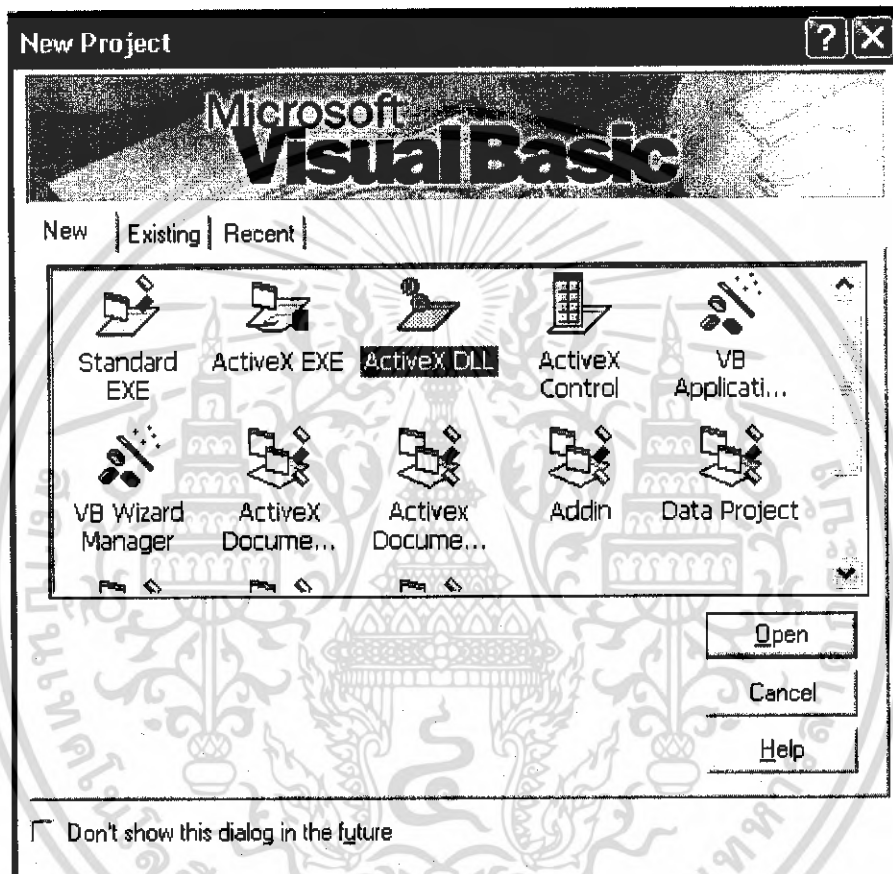 New Project
Microsoft
Visual Basic
New Existing Recent
Standard EXE
ActiveX EXE
ActiveX DLL
ActiveX Control
VB Applicati...
VB Wizard Manager
ActiveX Docume...
Activex Docume...
Addin
Data Project
Open
Cancel
Help
Don't show this dialog in the future